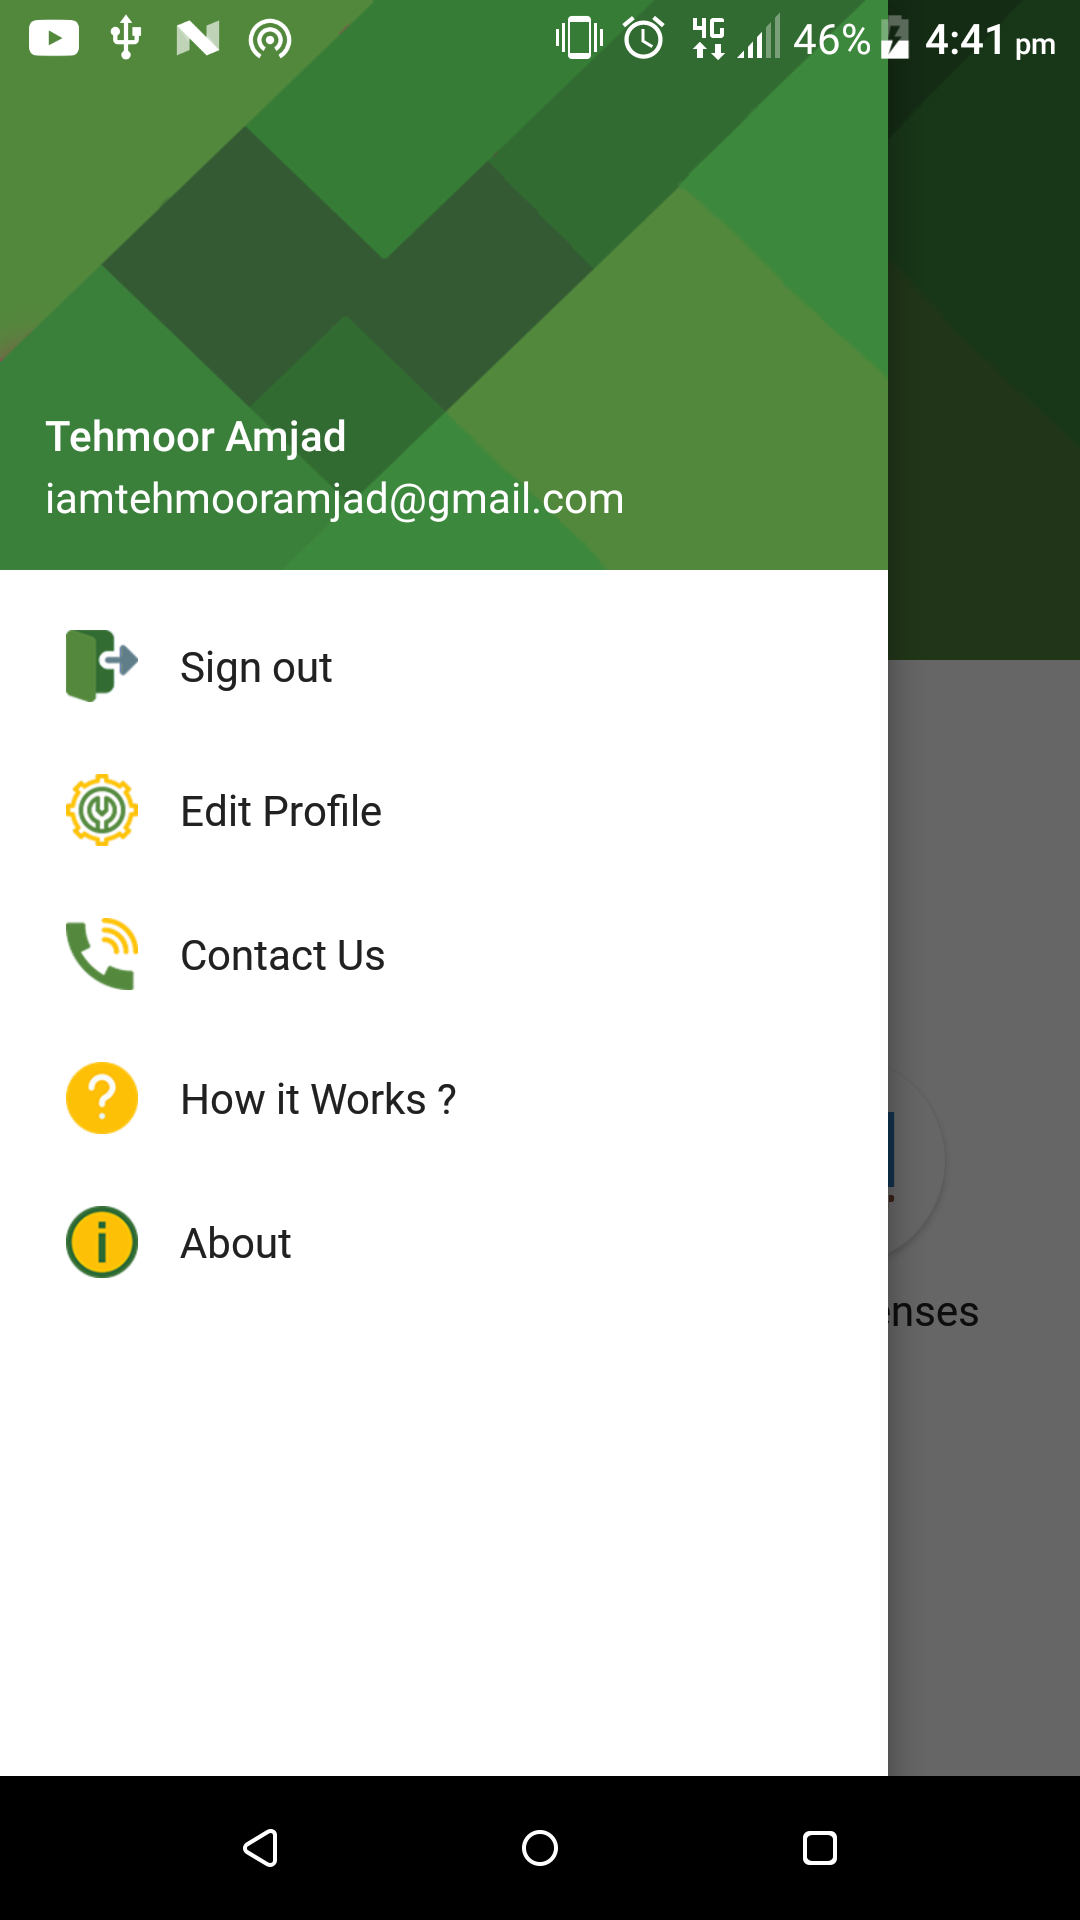 4G 46% 4:41 pm
Tehmoor Amjad
iamtehmooramjad@gmail.com
Sign out
Edit Profile
Contact Us
How it Works ?
About
enses